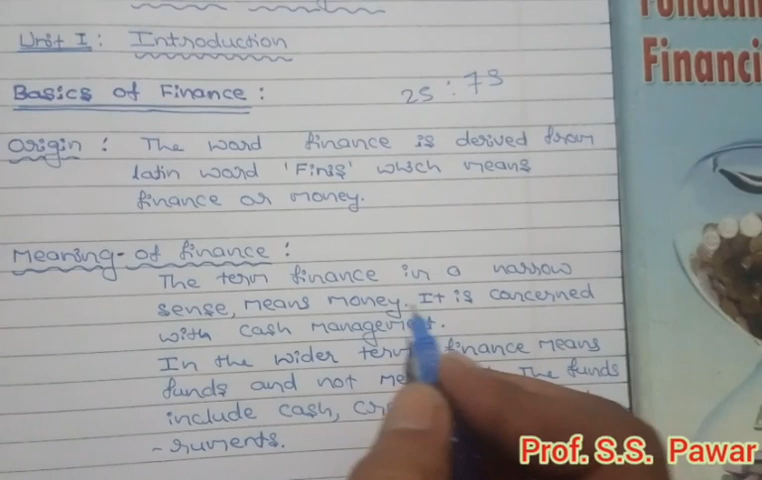 Unit I : Introduction
Basics of Finance :
25 : 75
Origin : The word finance is derived from
latin word 'Finis' which means
finance or money.
Meaning- of finance :
The term finance in a narrow
sense, means money. It is concerned
with cash management.
In the wider term finance means
funds and not The funds
include cash,
-ruments.
Financi
Prof. S.S. Pawar